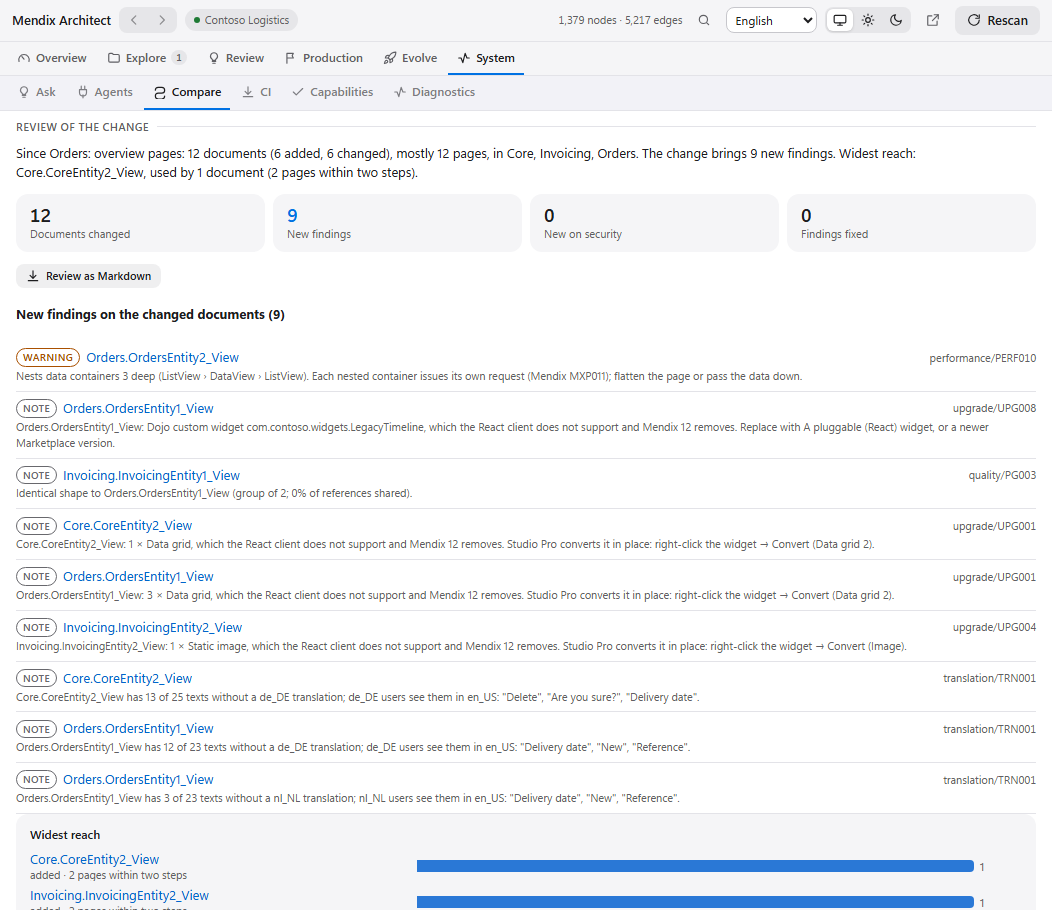 Mendix Architect
Contoso Logistics
1,379 nodes · 5,217 edges
English
Rescan
Overview
Explore 1
Review
Production
Evolve
System
Ask
Agents
Compare
CI
Capabilities
Diagnostics
REVIEW OF THE CHANGE
Since Orders: overview pages: 12 documents (6 added, 6 changed), mostly 12 pages, in Core, Invoicing, Orders. The change brings 9 new findings. Widest reach:
Core.CoreEntity2_View, used by 1 document (2 pages within two steps).
12
Documents changed
9
New findings
0
New on security
0
Findings fixed
Review as Markdown
New findings on the changed documents (9)
WARNING Orders.OrdersEntity2_View performance/PERF010
Nests data containers 3 deep (ListView › DataView › ListView). Each nested container issues its own request (Mendix MXP011); flatten the page or pass the data down.
NOTE Orders.OrdersEntity1_View upgrade/UPG008
Orders.OrdersEntity1_View: Dojo custom widget com.contoso.widgets.LegacyTimeline, which the React client does not support and Mendix 12 removes. Replace with A pluggable (React) widget, or a newer
Marketplace version.
NOTE Invoicing.InvoicingEntity1_View quality/PG003
Identical shape to Orders.OrdersEntity1_View (group of 2; 0% of references shared).
NOTE Core.CoreEntity2_View upgrade/UPG001
Core.CoreEntity2_View: 1 × Data grid, which the React client does not support and Mendix 12 removes. Studio Pro converts it in place: right-click the widget → Convert (Data grid 2).
NOTE Orders.OrdersEntity1_View upgrade/UPG001
Orders.OrdersEntity1_View: 3 × Data grid, which the React client does not support and Mendix 12 removes. Studio Pro converts it in place: right-click the widget → Convert (Data grid 2).
NOTE Invoicing.InvoicingEntity2_View upgrade/UPG004
Invoicing.InvoicingEntity2_View: 1 × Static image, which the React client does not support and Mendix 12 removes. Studio Pro converts it in place: right-click the widget → Convert (Image).
NOTE Core.CoreEntity2_View translation/TRN001
Core.CoreEntity2_View has 13 of 25 texts without a de_DE translation; de_DE users see them in en_US: "Delete", "Are you sure?", "Delivery date".
NOTE Orders.OrdersEntity1_View translation/TRN001
Orders.OrdersEntity1_View has 12 of 23 texts without a de_DE translation; de_DE users see them in en_US: "Delivery date", "New", "Reference".
NOTE Orders.OrdersEntity1_View translation/TRN001
Orders.OrdersEntity1_View has 3 of 23 texts without a nl_NL translation; nl_NL users see them in en_US: "Delivery date", "New", "Reference".
Widest reach
Core.CoreEntity2_View 1
added · 2 pages within two steps
Invoicing.InvoicingEntity2_View 1
added · 2 pages within two steps